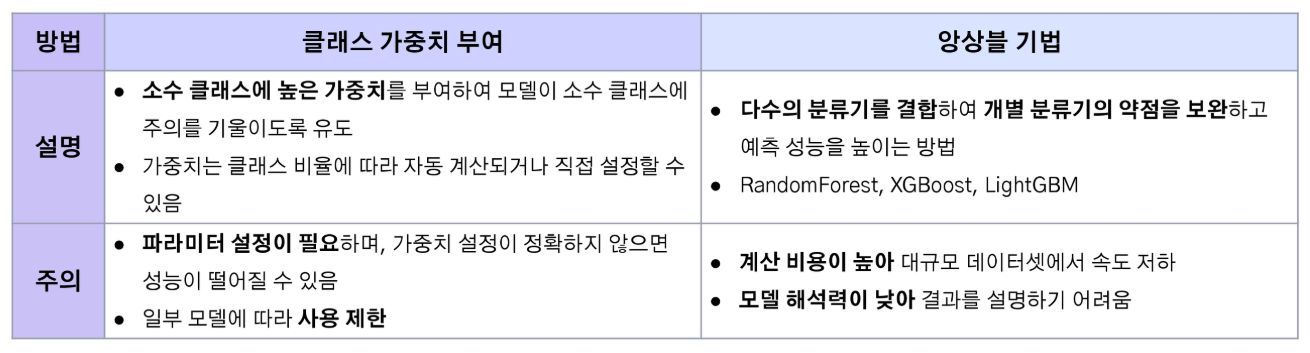 방법 클래스 가중치 부여 앙상블 기법
설명
● 소수 클래스에 높은 가중치를 부여하여 모델이 소수 클래스에
주의를 기울이도록 유도
● 가중치는 클래스 비율에 따라 자동 계산되거나 직접 설정할 수
있음
● 다수의 분류기를 결합하여 개별 분류기의 약점을 보완하고
예측 성능을 높이는 방법
● RandomForest, XGBoost, LightGBM
주의
● 파라미터 설정이 필요하며, 가중치 설정이 정확하지 않으면
성능이 떨어질 수 있음
● 일부 모델에 따라 사용 제한
● 계산 비용이 높아 대규모 데이터셋에서 속도 저하
● 모델 해석력이 낮아 결과를 설명하기 어려움